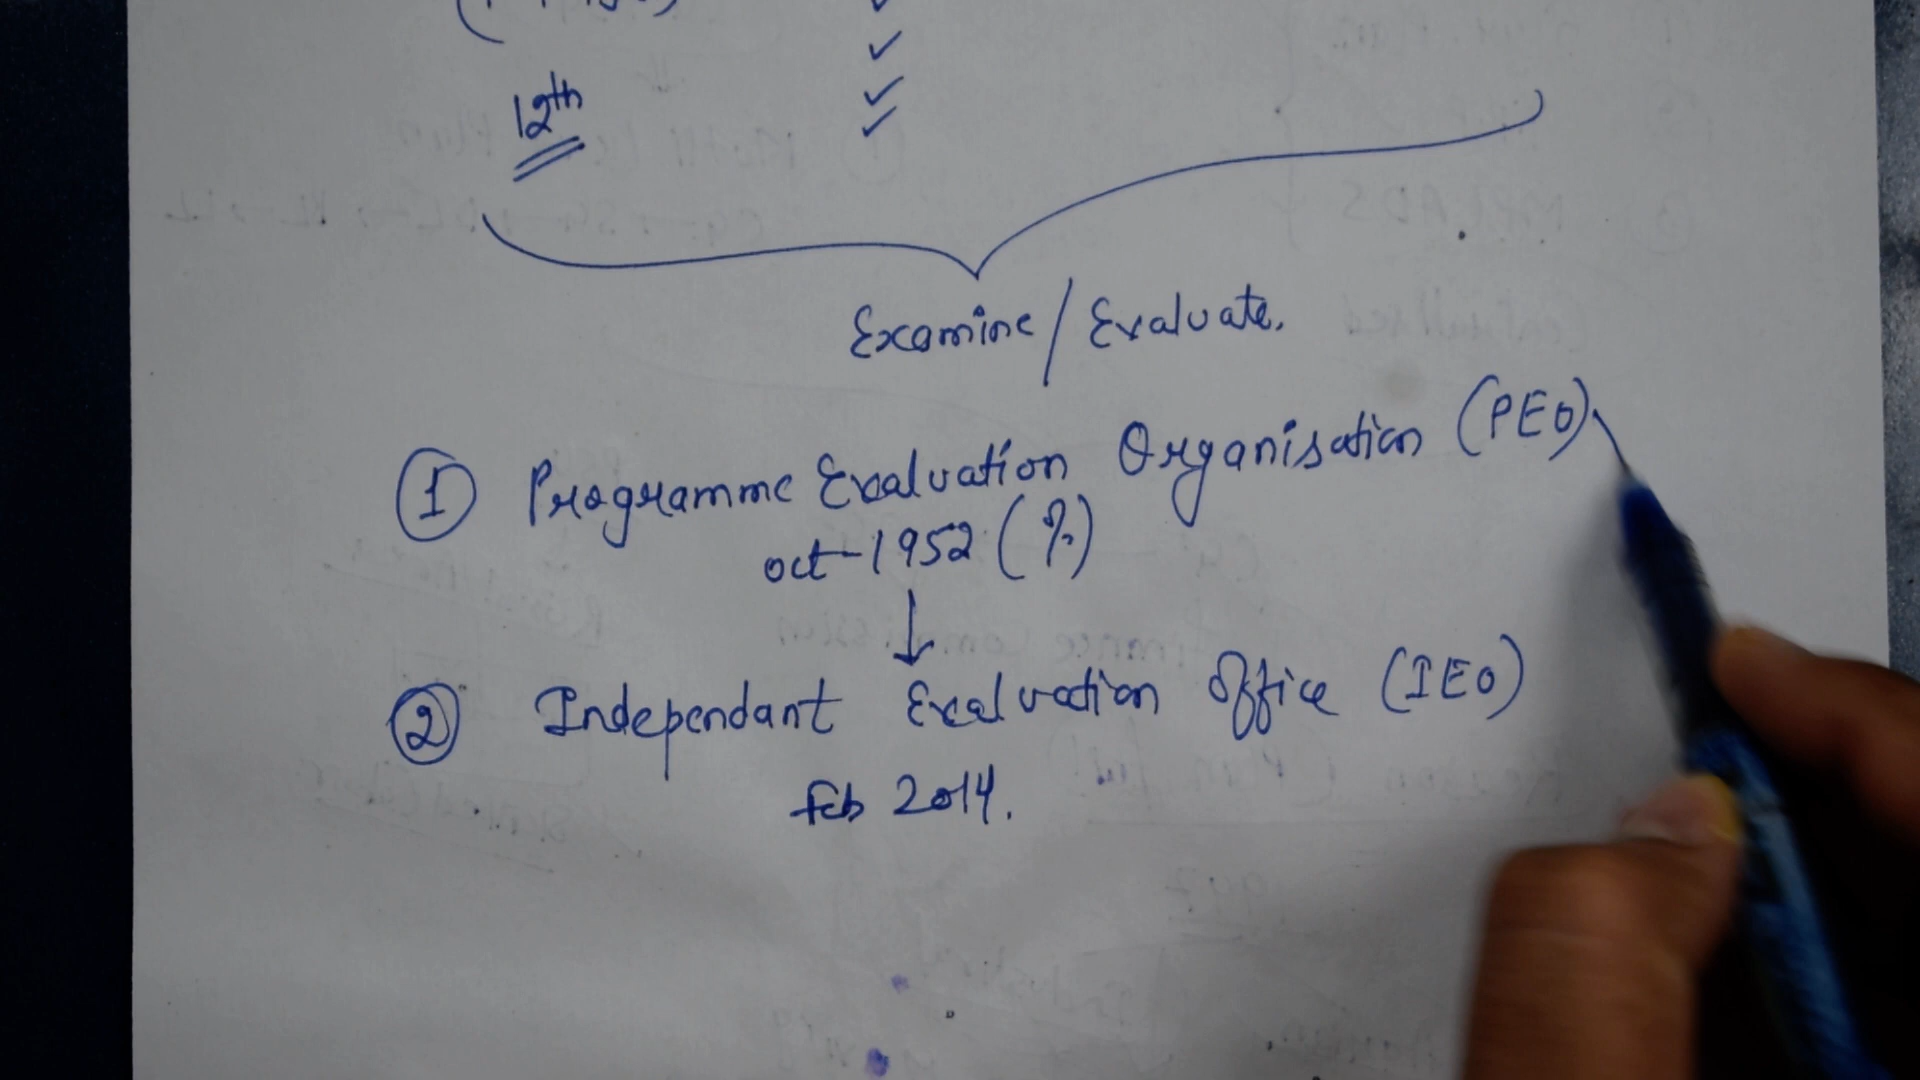 12th
Examine/Evaluate.
① Programme Evaluation Organisation (PEO)
oct-1952 (%)
↓
② Independant Evaluation Office (IEO)
feb 2014.